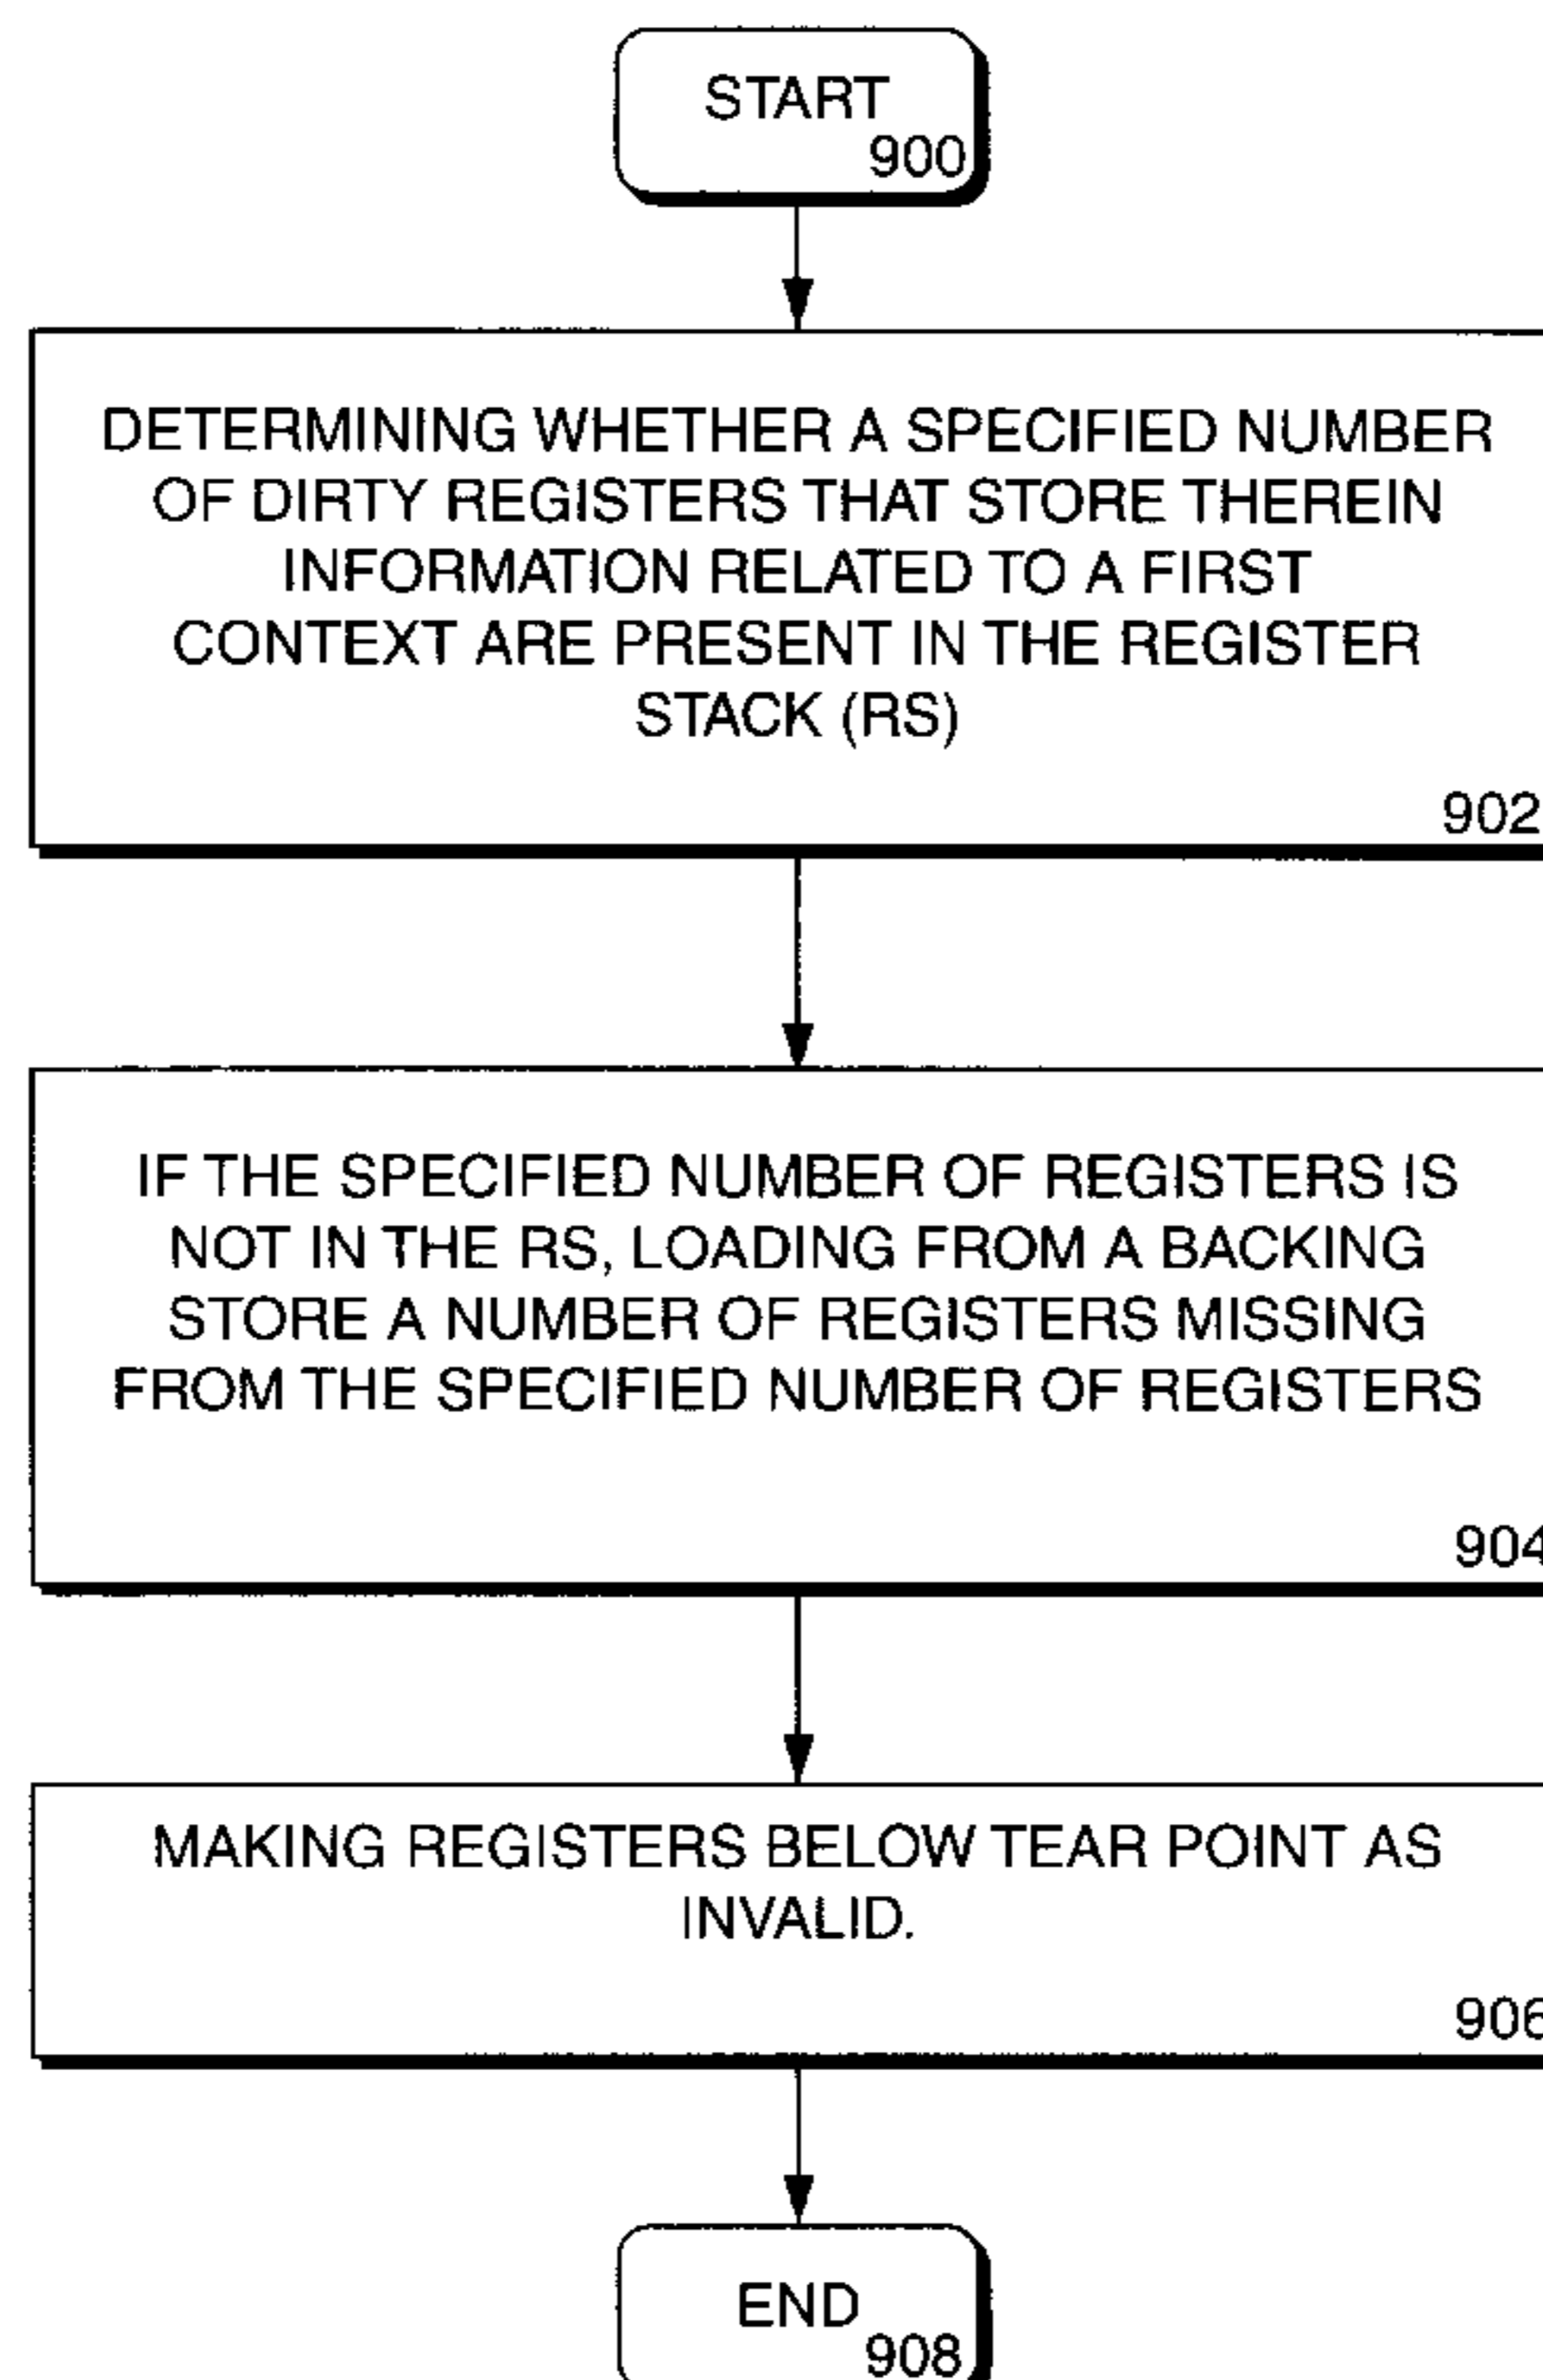 START
900
DETERMINING WHETHER A SPECIFIED NUMBER
OF DIRTY REGISTERS THAT STORE THEREIN
INFORMATION RELATED TO A FIRST
CONTEXT ARE PRESENT IN THE REGISTER
STACK (RS)
902
IF THE SPECIFIED NUMBER OF REGISTERS IS
NOT IN THE RS, LOADING FROM A BACKING
STORE A NUMBER OF REGISTERS MISSING
FROM THE SPECIFIED NUMBER OF REGISTERS
904
MAKING REGISTERS BELOW TEAR POINT AS
INVALID.
906
END
908